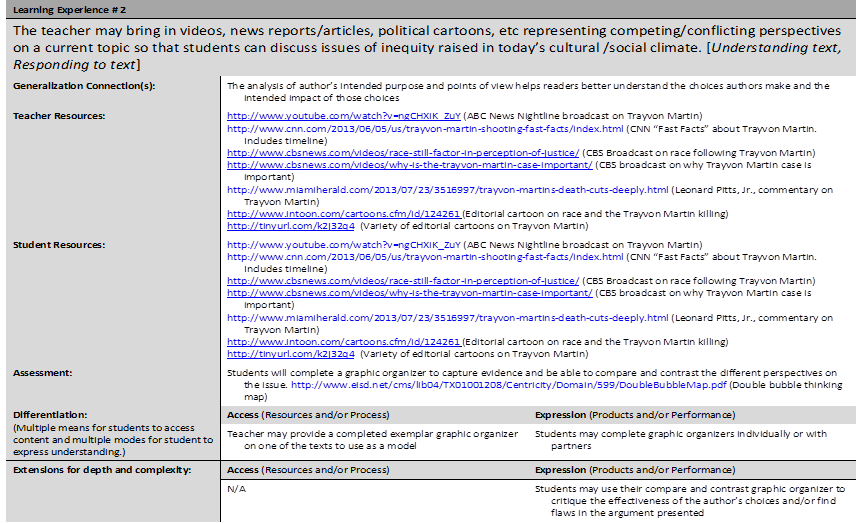 Learning Experience # 2
The teacher may bring in videos, news reports/articles, political cartoons, etc representing competing/conflicting perspectives
on a current topic so that students can discuss issues of inequity raised in today's cultural /social climate. [Understanding text,
Responding to text]
Generalization Connection(s):
The analysis of author's intended purpose and points of view helps readers better understand the choices authors make and the
intended impact of those choices
Teacher Resources:
http://www.youtube.com/watch?v=ngCHXIK_ZuY (ABC News Nightline broadcast on Trayvon Martin)
http://www.cnn.com/2013/06/05/us/trayvon-martin-shooting-fast-facts/index.html (CNN "Fast Facts" about Trayvon Martin.
Includes timeline)
http://www.cbsnews.com/videos/race-still-factor-in-perception-of-justice/ (CBS Broadcast on race following Trayvon Martin)
http://www.cbsnews.com/videos/why-is-the-trayvon-martin-case-important/ (CBS broadcast on why Trayvon Martin case is
important)
http://www.miamiherald.com/2013/07/23/3516997/trayvon-martins-death-cuts-deeply.html (Leonard Pitts, Jr., commentary on
Trayvon Martin)
http://www.intoon.com/cartoons.cfm/id/124261 (Editorial cartoon on race and the Trayvon Martin killing)
http://tinyurl.com/k2j32q4 (Variety of editorial cartoons on Trayvon Martin)
Student Resources:
http://www.youtube.com/watch?v=ngCHXIK_ZuY (ABC News Nightline broadcast on Trayvon Martin)
http://www.cnn.com/2013/06/05/us/trayvon-martin-shooting-fast-facts/index.html (CNN "Fast Facts" about Trayvon Martin.
Includes timeline)
http://www.cbsnews.com/videos/race-still-factor-in-perception-of-justice/ (CBS Broadcast on race following Trayvon Martin)
http://www.cbsnews.com/videos/why-is-the-trayvon-martin-case-important/ (CBS broadcast on why Trayvon Martin case is
important)
http://www.miamiherald.com/2013/07/23/3516997/trayvon-martins-death-cuts-deeply.html (Leonard Pitts, Jr., commentary on
Trayvon Martin)
http://www.intoon.com/cartoons.cfm/id/124261 (Editorial cartoon on race and the Trayvon Martin killing)
http://tinyurl.com/k2j32q4 (Variety of editorial cartoons on Trayvon Martin)
Assessment:
Students will complete a graphic organizer to capture evidence and be able to compare and contrast the different perspectives on
the issue. http://www.eisd.net/cms/lib04/TX01001208/Centricity/Domain/599/DoubleBubbleMap.pdf (Double bubble thinking
map)
Differentiation:
(Multiple means for students to access
content and multiple modes for student to
express understanding.)
Access (Resources and/or Process)
Expression (Products and/or Performance)
Teacher may provide a completed exemplar graphic organizer
on one of the texts to use as a model
Students may complete graphic organizers individually or with
partners
Extensions for depth and complexity:
Access (Resources and/or Process)
Expression (Products and/or Performance)
N/A
Students may use their compare and contrast graphic organizer to
critique the effectiveness of the author's choices and/or find
flaws in the argument presented